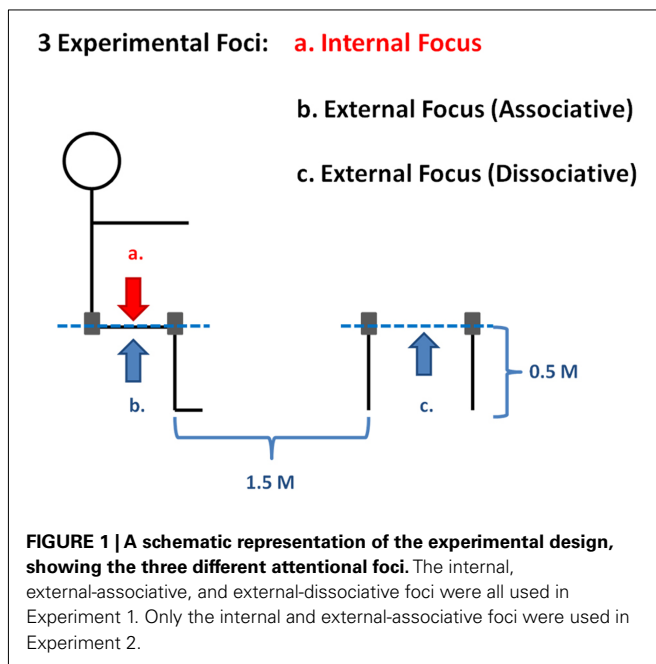 3 Experimental Foci: a. Internal Focus
b. External Focus (Associative)
c. External Focus (Dissociative)
a.
b.
c.
0.5 M
1.5 M
FIGURE 1 | A schematic representation of the experimental design,
showing the three different attentional foci. The internal,
external-associative, and external-dissociative foci were all used in
Experiment 1. Only the internal and external-associative foci were used in
Experiment 2.